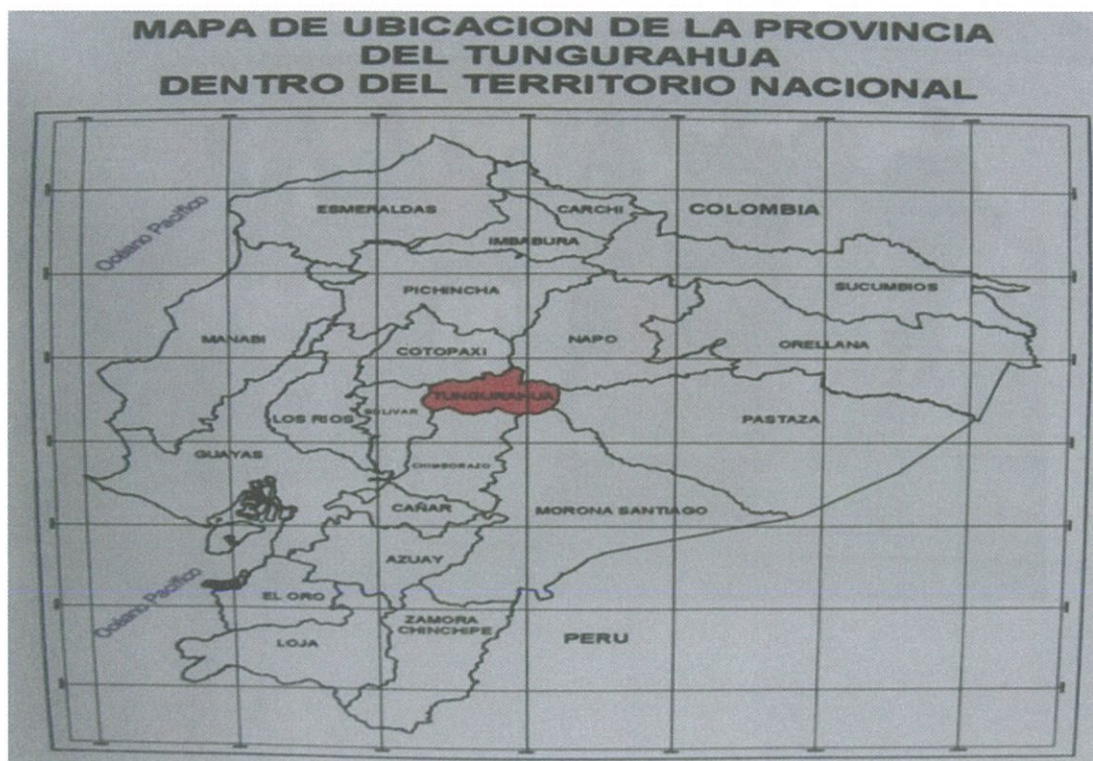 MAPA DE UBICACION DE LA PROVINCIA
DEL TUNGURAHUA
DENTRO DEL TERRITORIO NACIONAL
Océano Pacífico
ESMERALDAS
CARCHI
COLOMBIA
IMBABURA
PICHINCHA
SUCUMBIOS
MANABI
COTOPAXI
NAPO
ORELLANA
TUNGURAHUA
LOS RIOS
BOLIVAR
PASTAZA
GUAYAS
CHIMBORAZO
CAÑAR
MORONA SANTIAGO
AZUAY
Océano Pacífico
EL ORO
ZAMORA
CHINCHIPE
LOJA
PERU